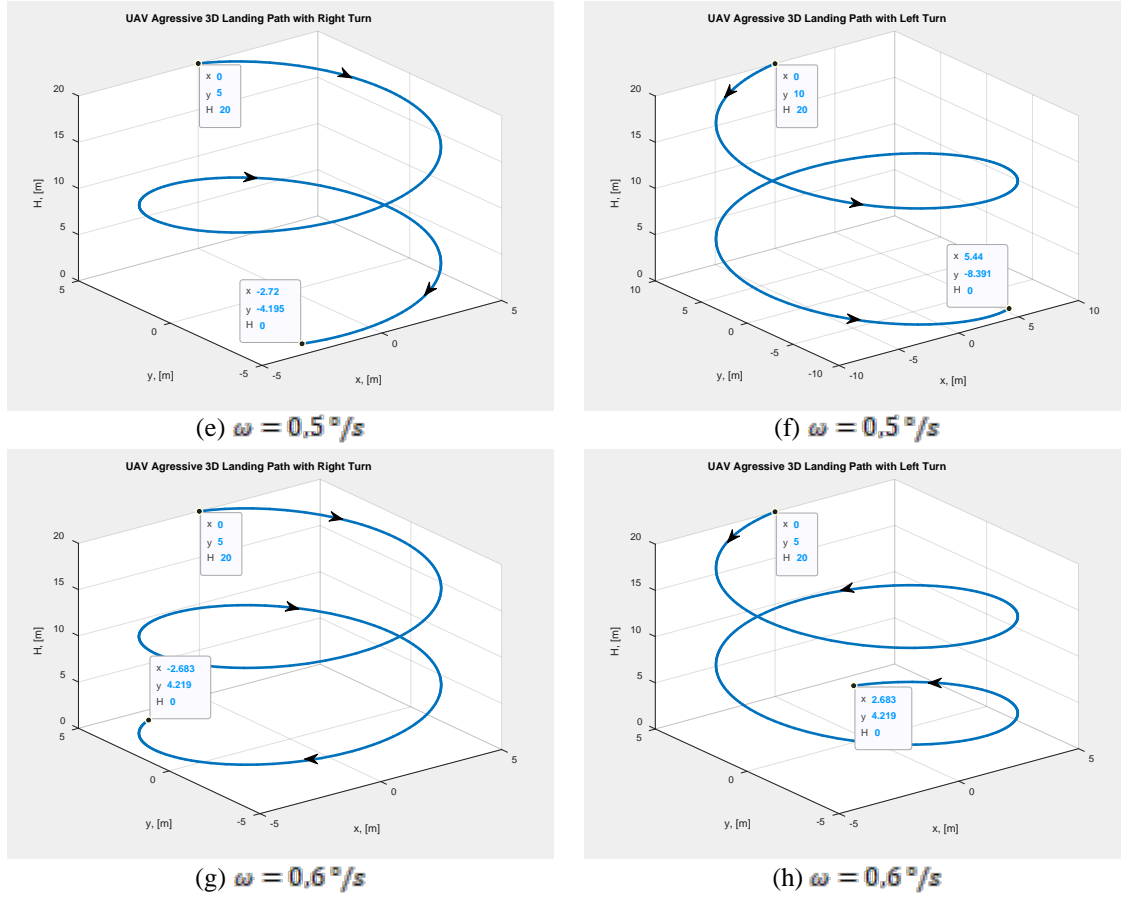 UAV Agressive 3D Landing Path with Right Turn
x 0
y 5
H 20
20
15
10
5
0
H, [m]
x -2.72
y -4.195
H 0
5
0
-5
y, [m]
-5
0
5
x, [m]
(e) ω = 0,5 °/s
UAV Agressive 3D Landing Path with Left Turn
x 0
y 10
H 20
20
15
10
5
0
H, [m]
x 5.44
y -8.391
H 0
10
5
0
-5
-10
y, [m]
-10
-5
0
5
10
x, [m]
(f) ω = 0,5 °/s
UAV Agressive 3D Landing Path with Right Turn
x 0
y 5
H 20
20
15
10
5
0
H, [m]
x -2.683
y 4.219
H 0
5
0
-5
y, [m]
-5
0
5
x, [m]
(g) ω = 0,6 °/s
UAV Agressive 3D Landing Path with Left Turn
x 0
y 5
H 20
20
15
10
5
0
H, [m]
x 2.683
y 4.219
H 0
5
0
-5
y, [m]
-5
0
5
x, [m]
(h) ω = 0,6 °/s